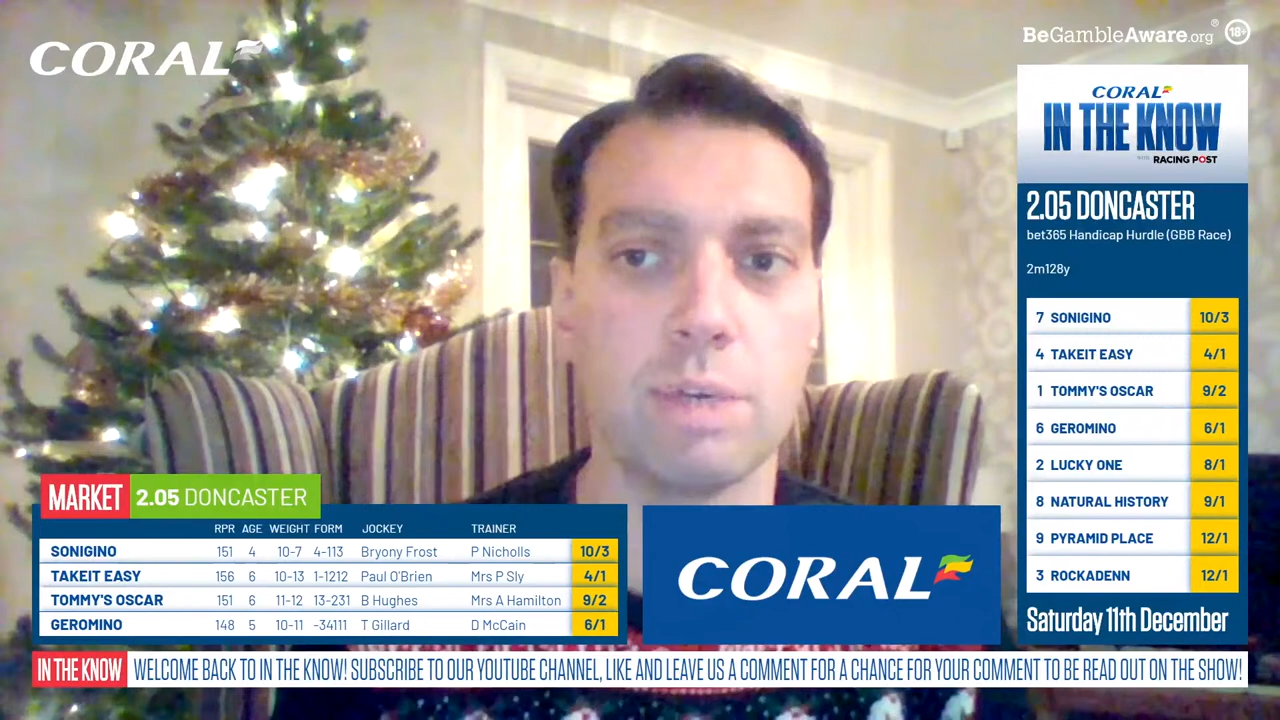 CORAL
BeGambleAware.org® 18+
CORAL
IN THE KNOW
WITH RACING POST
2.05 DONCASTER
bet365 Handicap Hurdle (GBB Race)
2m128y
7 SONIGINO 10/3
4 TAKEIT EASY 4/1
1 TOMMY'S OSCAR 9/2
6 GEROMINO 6/1
2 LUCKY ONE 8/1
8 NATURAL HISTORY 9/1
9 PYRAMID PLACE 12/1
3 ROCKADENN 12/1
Saturday 11th December
MARKET 2.05 DONCASTER
RPR AGE WEIGHT FORM JOCKEY TRAINER
SONIGINO 151 4 10-7 4-113 Bryony Frost P Nicholls 10/3
TAKEIT EASY 156 6 10-13 1-1212 Paul O'Brien Mrs P Sly 4/1
TOMMY'S OSCAR 151 6 11-12 13-231 B Hughes Mrs A Hamilton 9/2
GEROMINO 148 5 10-11 -34111 T Gillard D McCain 6/1
CORAL
IN THE KNOW WELCOME BACK TO IN THE KNOW! SUBSCRIBE TO OUR YOUTUBE CHANNEL, LIKE AND LEAVE US A COMMENT FOR A CHANCE FOR YOUR COMMENT TO BE READ OUT ON THE SHOW!